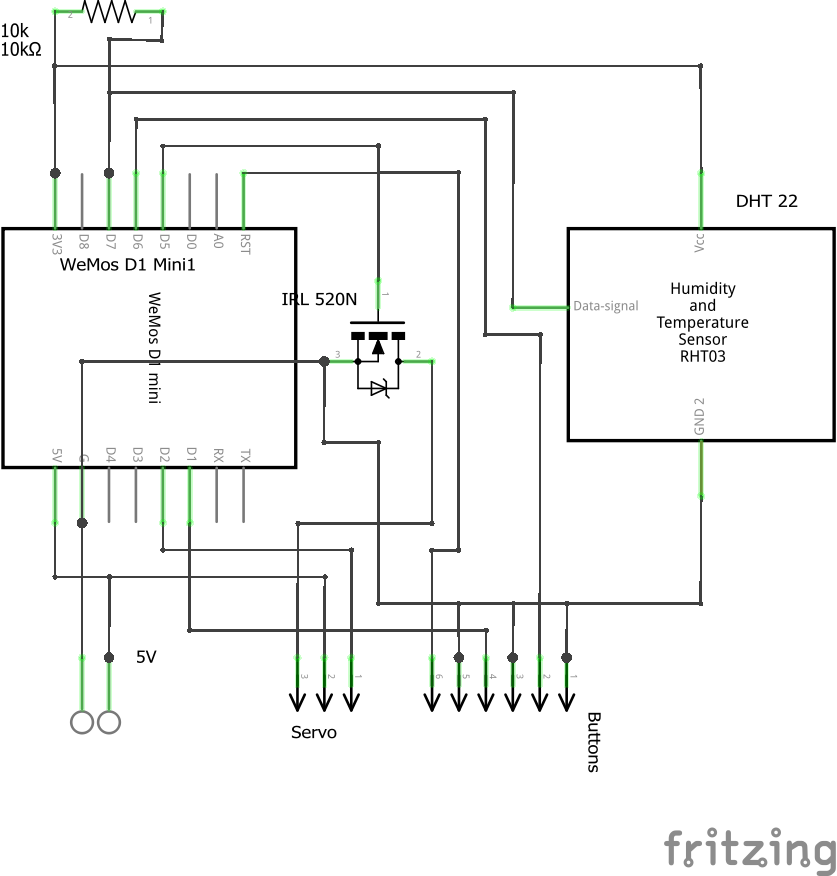 2
1
10k
10kΩ
DHT 22
3V3
D8
D7
D6
D5
D0
A0
RST
WeMos D1 Mini1
WeMos D1 mini
IRL 520N
1
3
2
Vcc
Data-signal
Humidity
and
Temperature
Sensor
RHT03
GND 2
5V
G
D4
D3
D2
D1
RX
TX
5V
3
2
1
6
5
4
3
2
1
Servo
Buttons
fritzing